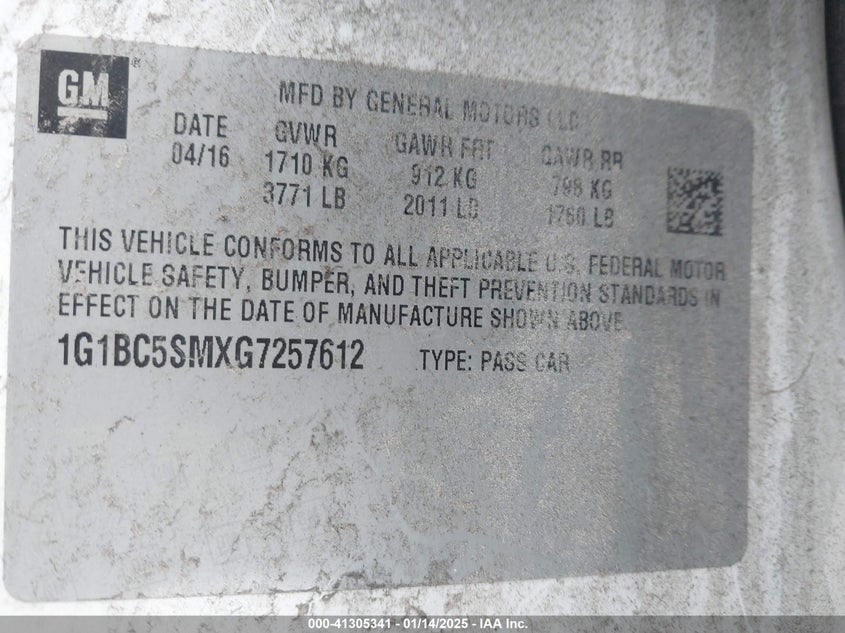 GM ®
MFD BY GENERAL MOTORS LLC
DATE GVWR GAWR FRT GAWR RR
04/16 1710 KG 912 KG 798 KG
3771 LB 2011 LB 1760 LB
THIS VEHICLE CONFORMS TO ALL APPLICABLE U.S. FEDERAL MOTOR
VEHICLE SAFETY, BUMPER, AND THEFT PREVENTION STANDARDS IN
EFFECT ON THE DATE OF MANUFACTURE SHOWN ABOVE.
1G1BC5SMXG7257612 TYPE: PASS CAR
000-41305341 - 01/14/2025 - IAA Inc.